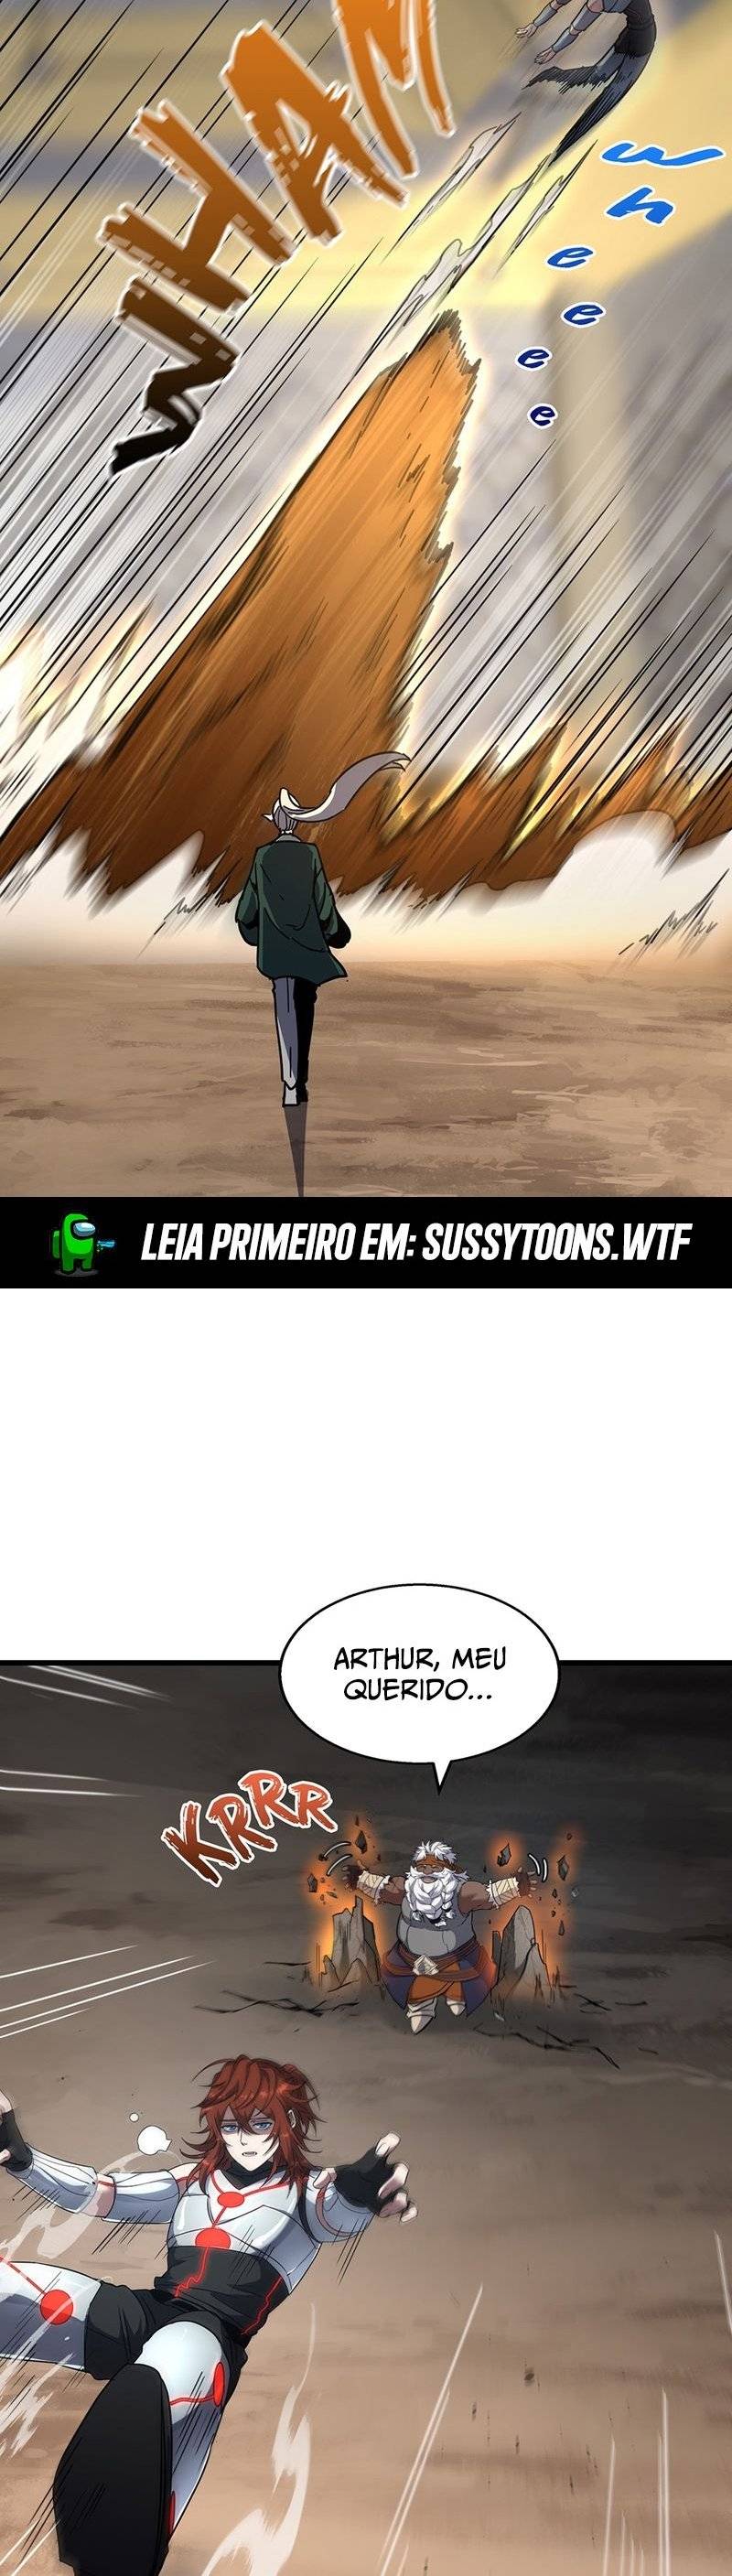 WHAM
wheeee
LEIA PRIMEIRO EM: SUSSYTOONS.WTF
ARTHUR, MEU
QUERIDO...
KRRR